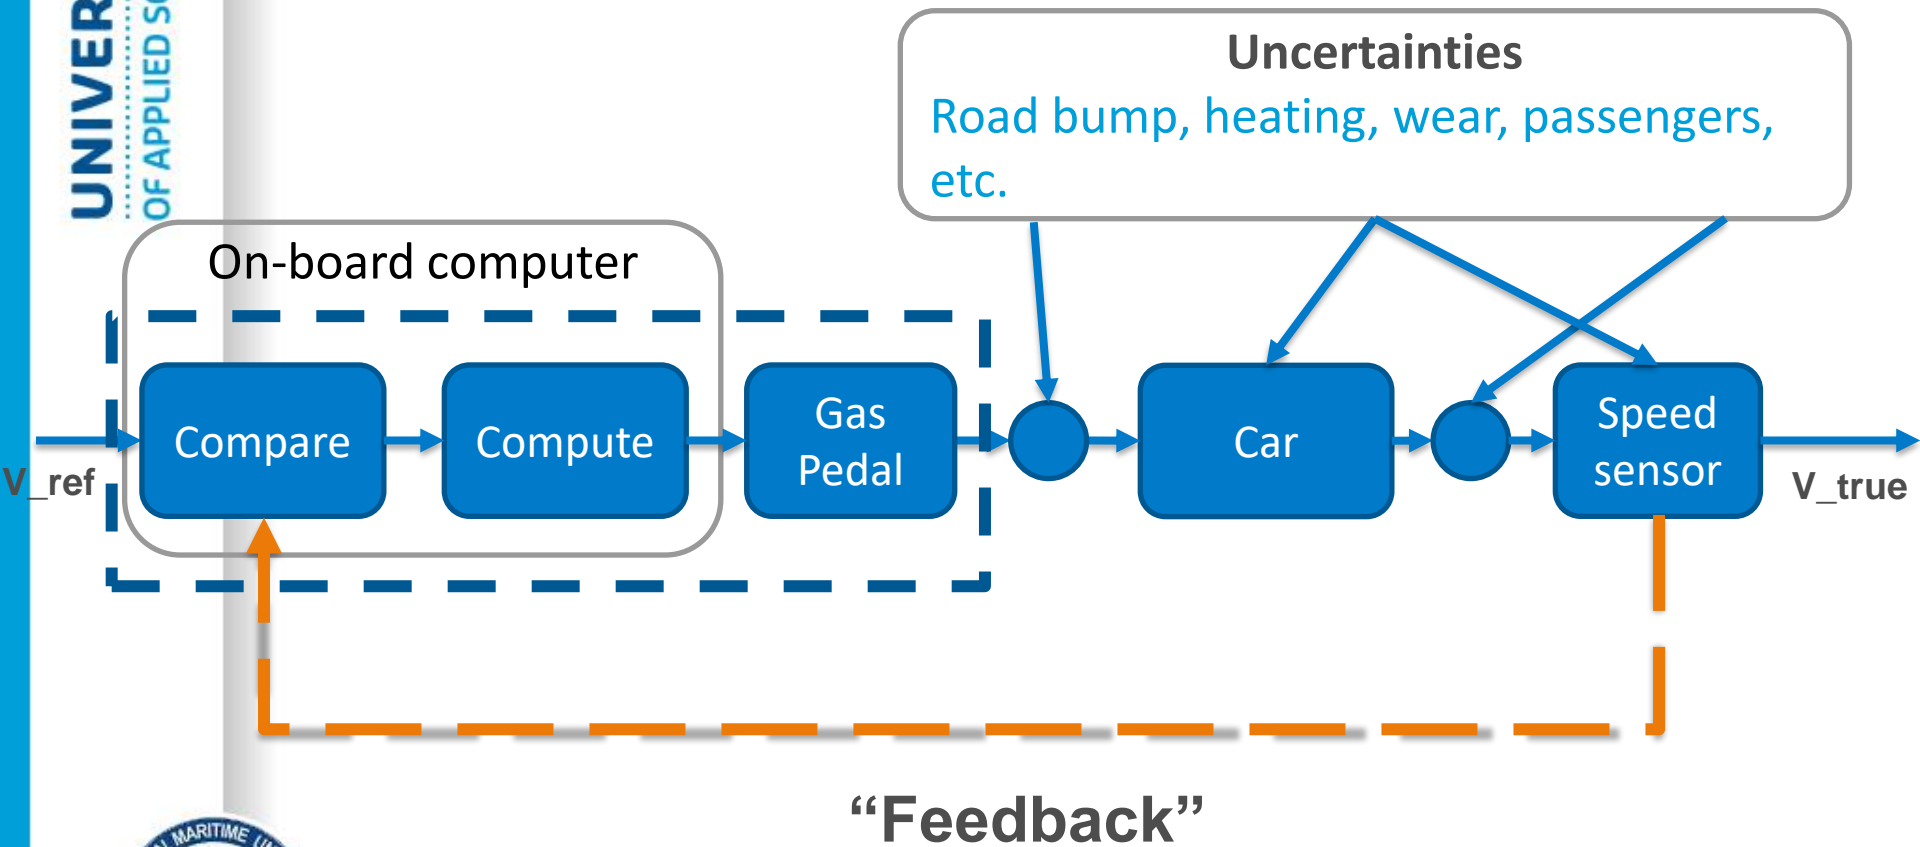 UNIVER
OF APPLIED SC
Uncertainties
Road bump, heating, wear, passengers,
etc.
On-board computer
Compare
Compute
Gas
Pedal
Car
Speed
sensor
V_ref
V_true
“Feedback”
MARITIME